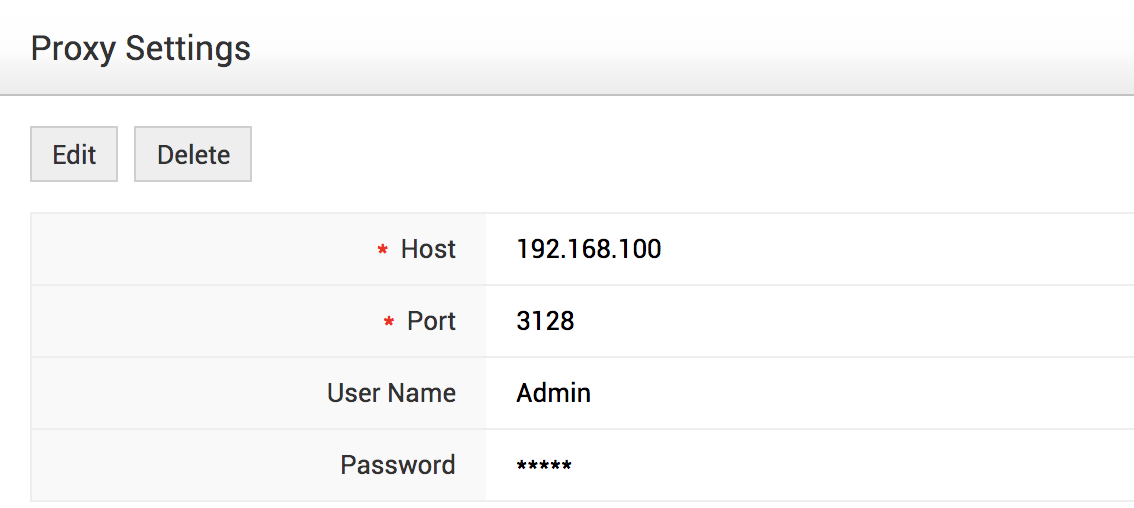 Proxy Settings
Edit Delete
* Host 192.168.100
* Port 3128
User Name Admin
Password *****